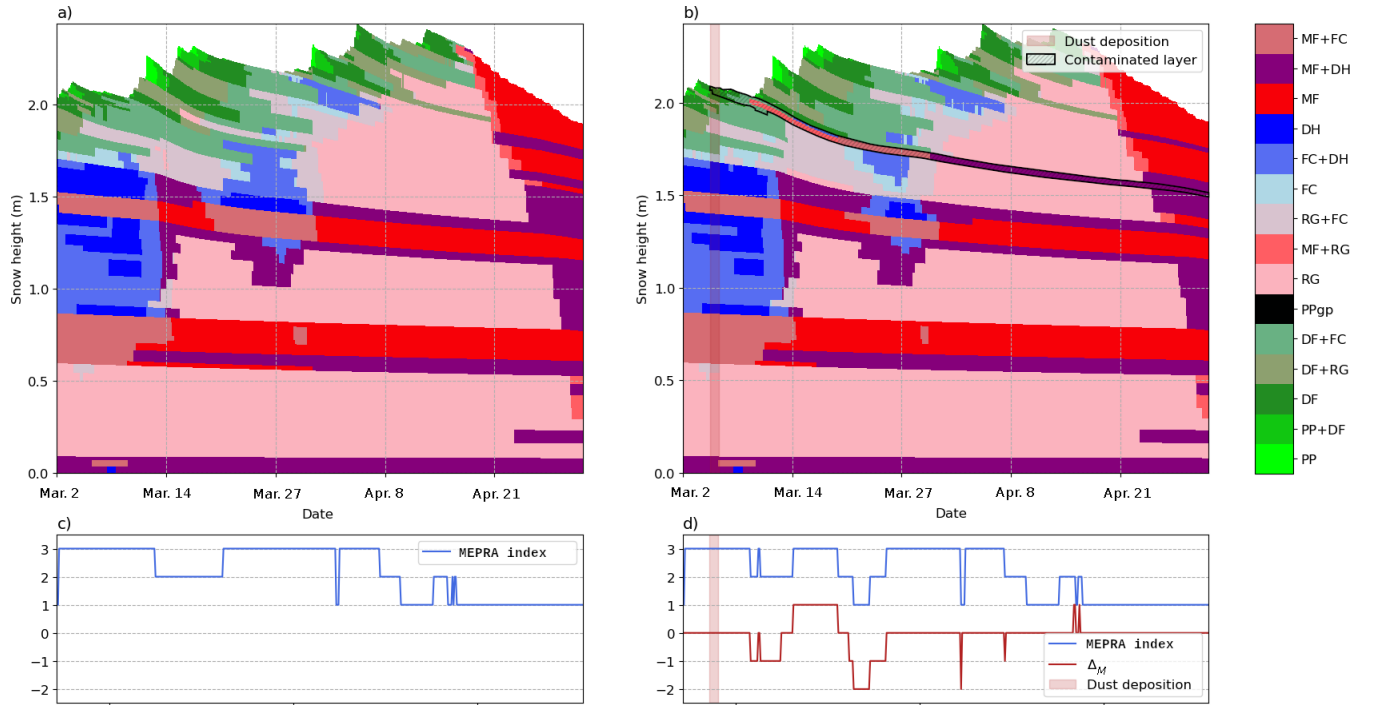 a)
2.0
1.5
1.0
0.5
0.0
Snow height (m)
Mar. 2 Mar. 14 Mar. 27 Apr. 8 Apr. 21
Date
b)
Dust deposition
Contaminated layer
2.0
1.5
1.0
0.5
0.0
Snow height (m)
Mar. 2 Mar. 14 Mar. 27 Apr. 8 Apr. 21
Date
MF+FC
MF+DH
MF
DH
FC+DH
FC
RG+FC
MF+RG
RG
PPgp
DF+FC
DF+RG
DF
PP+DF
PP
c)
MEPRA index
3
2
1
0
−1
−2
d)
3
2
1
0
−1
−2
MEPRA index
Δ_M
Dust deposition